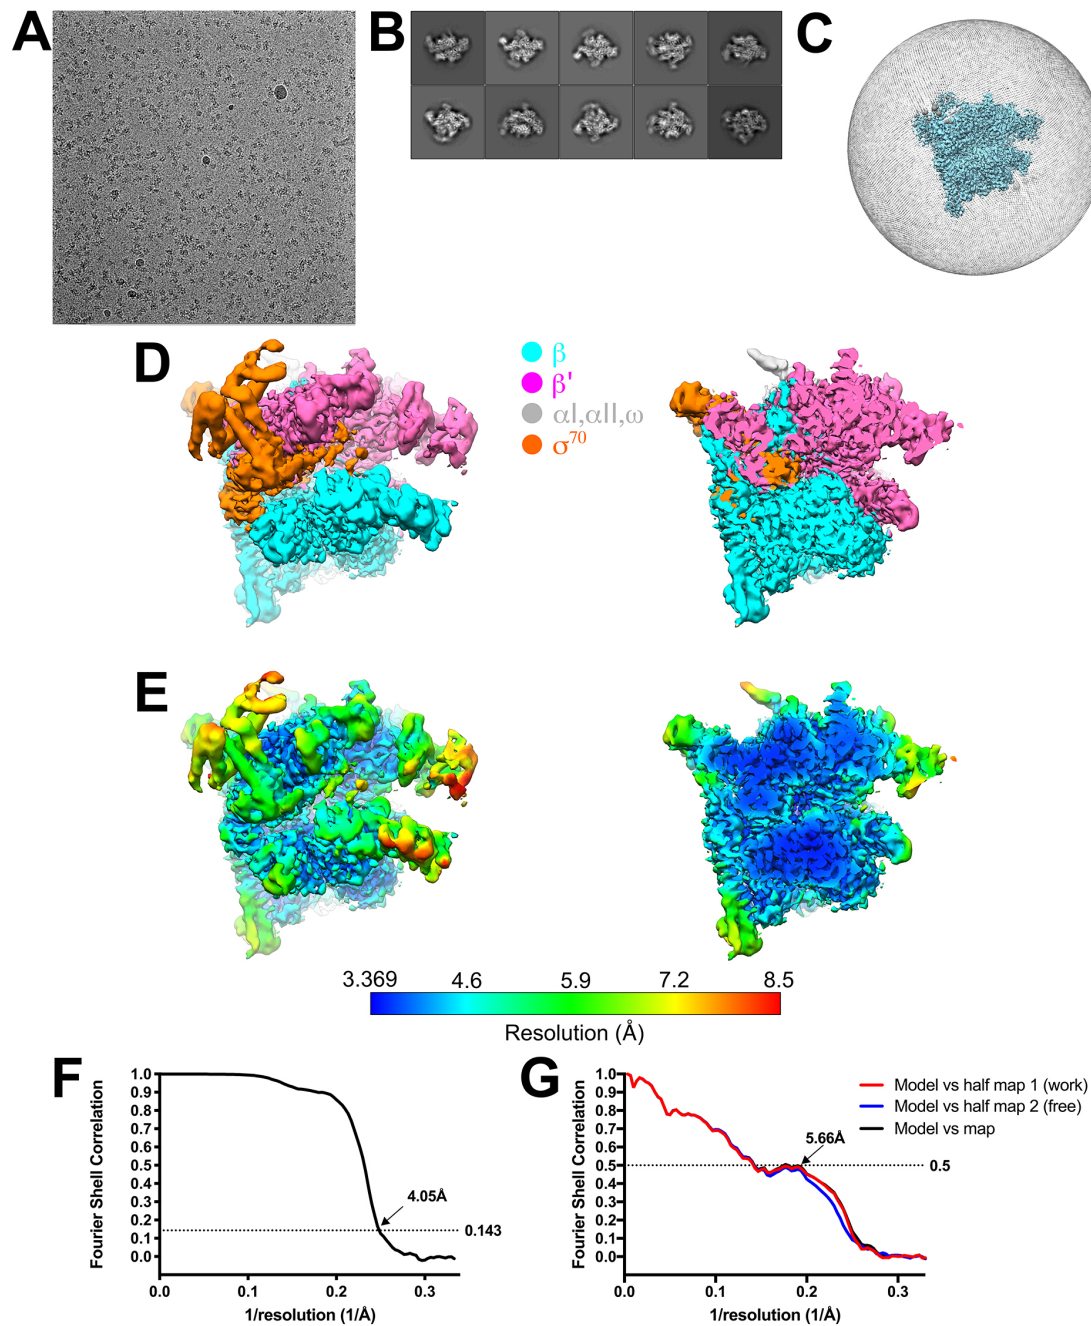 A
B
C
D
β
β'
αI,αII,ω
σ⁷⁰
E
3.369 4.6 5.9 7.2 8.5
Resolution (Å)
F
Fourier Shell Correlation
1.0
0.9
0.8
0.7
0.6
0.5
0.4
0.3
0.2
0.1
0.0
4.05Å
0.143
0.0 0.1 0.2 0.3
1/resolution (1/Å)
G
Fourier Shell Correlation
1.0
0.9
0.8
0.7
0.6
0.5
0.4
0.3
0.2
0.1
0.0
Model vs half map 1 (work)
Model vs half map 2 (free)
Model vs map
5.66Å
0.5
0.0 0.1 0.2 0.3
1/resolution (1/Å)